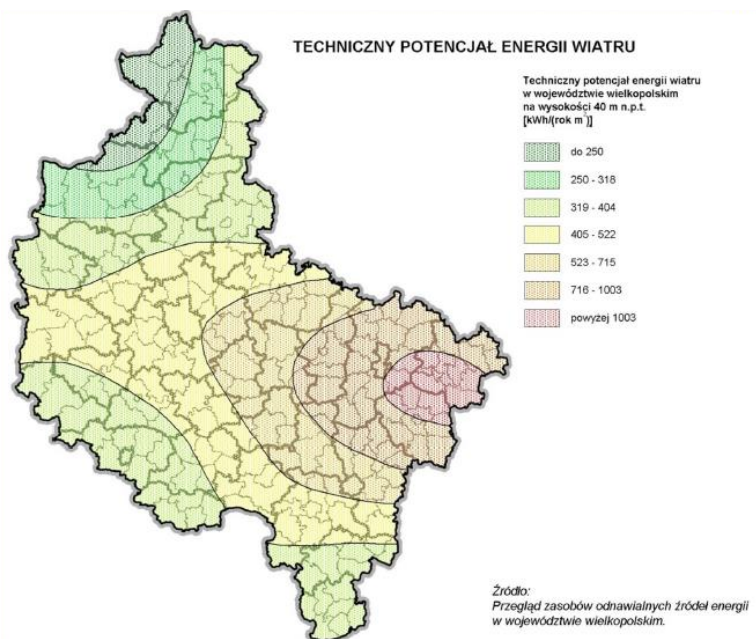 TECHNICZNY POTENCJAŁ ENERGII WIATRU
Techniczny potencjał energii wiatru
w województwie wielkopolskim
na wysokości 40 m n.p.t.
[kWh/(rok m²)]
do 250
250 - 318
319 - 404
405 - 522
523 - 715
716 - 1003
powyżej 1003
Źródło:
Przegląd zasobów odnawialnych źródeł energii
w województwie wielkopolskim.